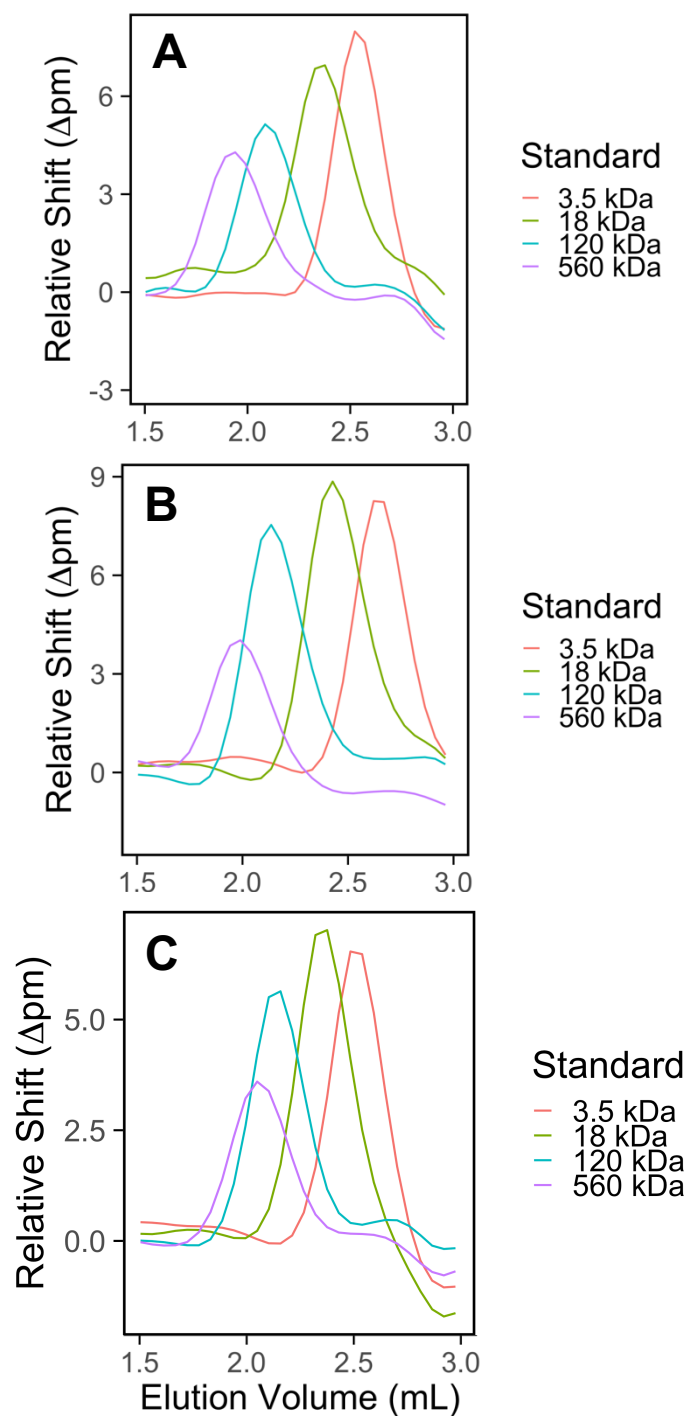 A
Relative Shift (Δpm)
6
3
0
-3
1.5 2.0 2.5 3.0
Standard
3.5 kDa
18 kDa
120 kDa
560 kDa
B
Relative Shift (Δpm)
9
6
3
0
1.5 2.0 2.5 3.0
Standard
3.5 kDa
18 kDa
120 kDa
560 kDa
C
Relative Shift (Δpm)
5.0
2.5
0.0
1.5 2.0 2.5 3.0
Elution Volume (mL)
Standard
3.5 kDa
18 kDa
120 kDa
560 kDa